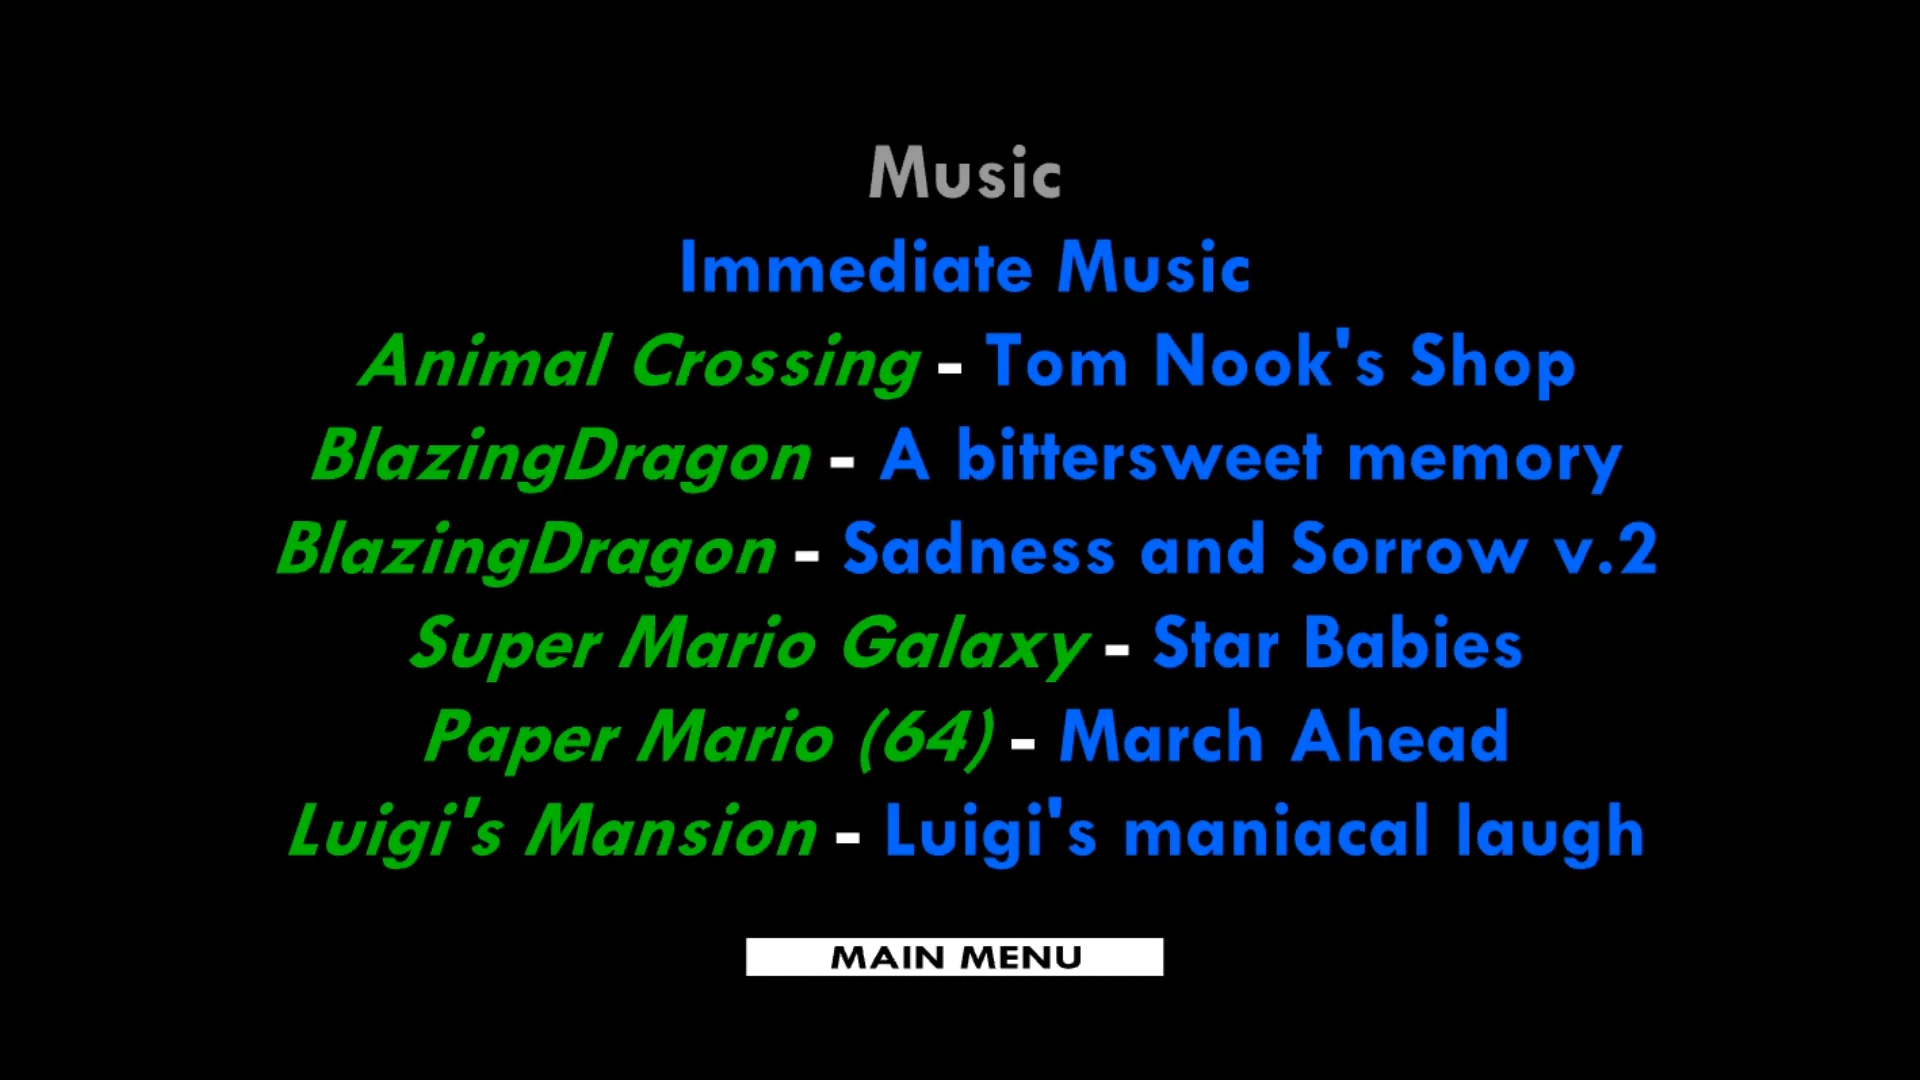 Music
Immediate Music
Animal Crossing - Tom Nook's Shop
BlazingDragon - A bittersweet memory
BlazingDragon - Sadness and Sorrow v.2
Super Mario Galaxy - Star Babies
Paper Mario (64) - March Ahead
Luigi's Mansion - Luigi's maniacal laugh
MAIN MENU